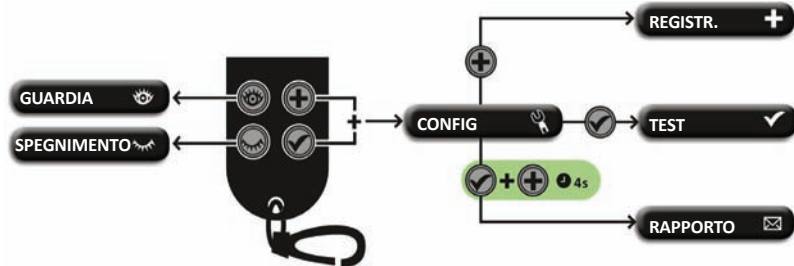 REGISTR.
GUARDIA
CONFIG
TEST
SPEGNIMENTO
4s
RAPPORTO